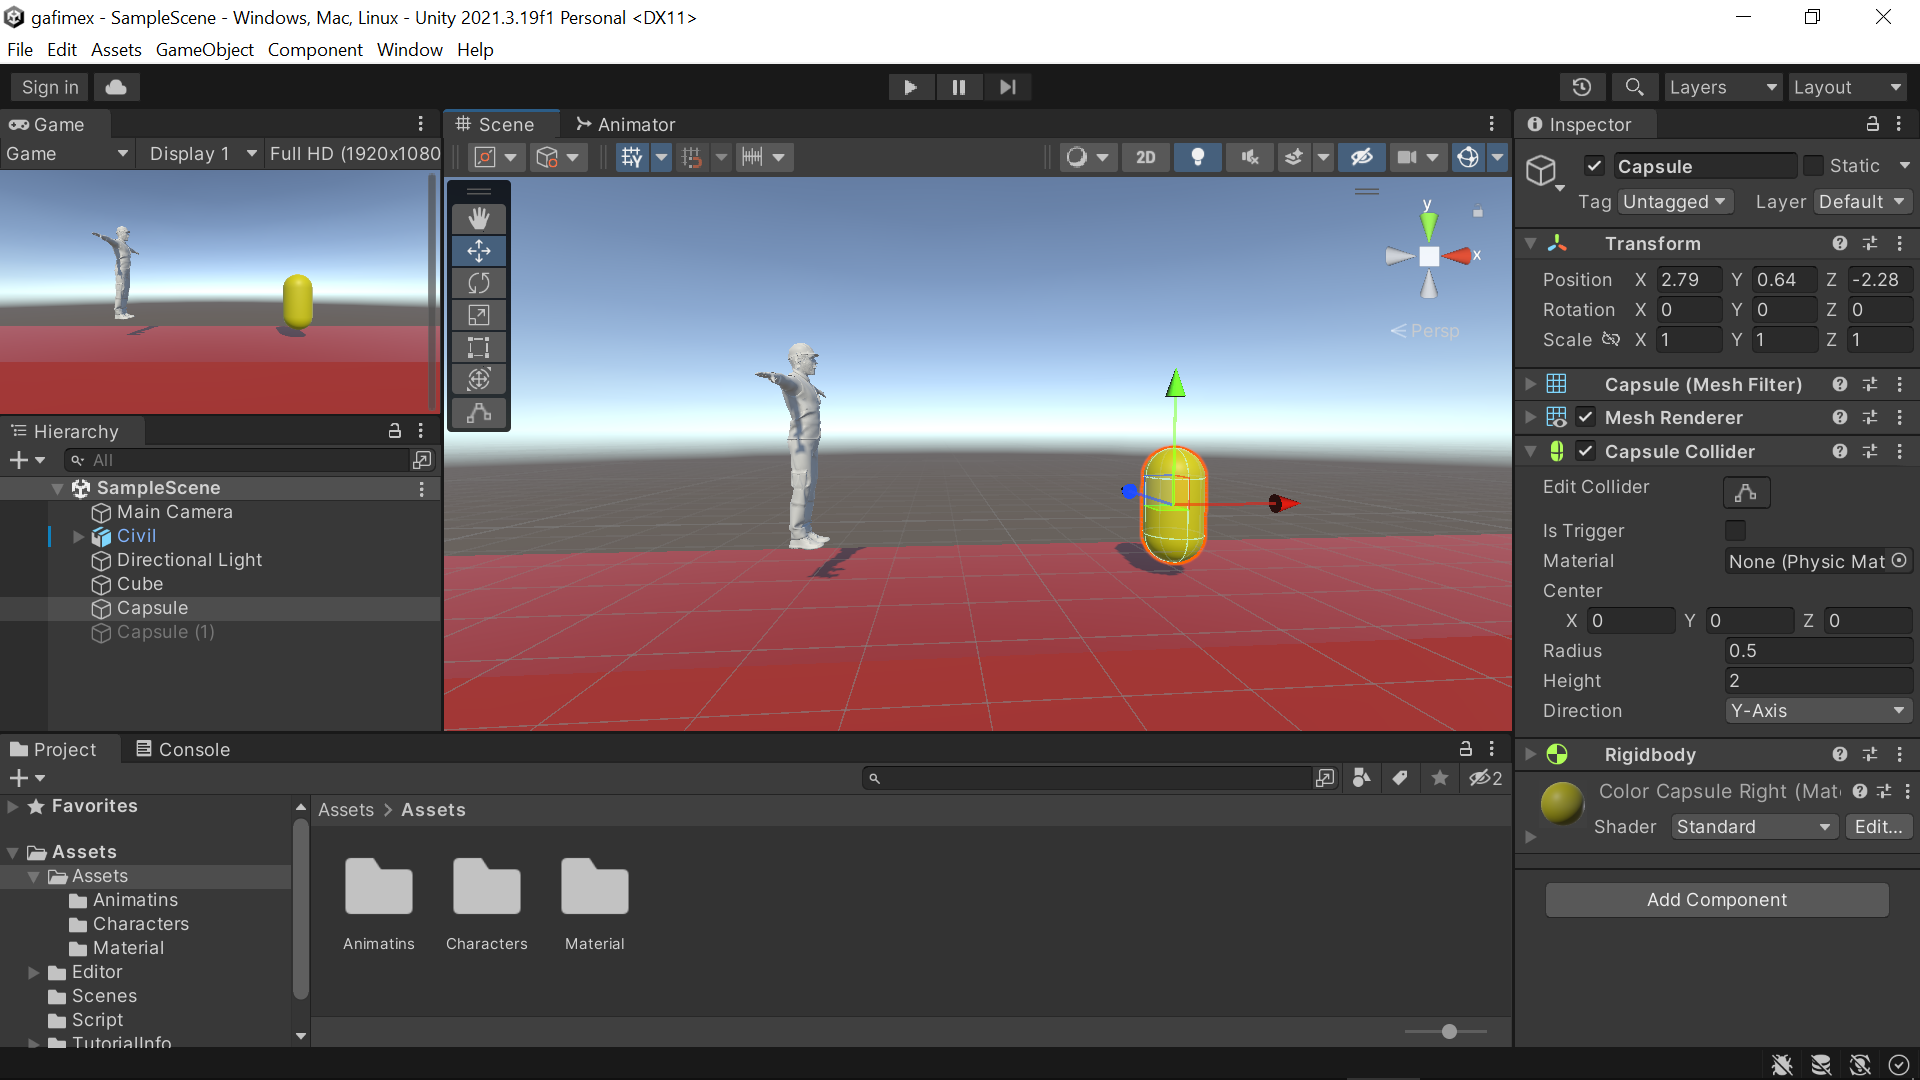 gafimex - SampleScene - Windows, Mac, Linux - Unity 2021.3.19f1 Personal <DX11>
File Edit Assets GameObject Component Window Help
Sign in
Layers
Layout
Game
Game
Display 1
Full HD (1920x1080
Scene
Animator
2D
y
x
Persp
Hierarchy
All
SampleScene
Main Camera
Civil
Directional Light
Cube
Capsule
Capsule (1)
Inspector
Capsule
Static
Tag Untagged
Layer Default
Transform
Position X 2.79 Y 0.64 Z -2.28
Rotation X 0 Y 0 Z 0
Scale X 1 Y 1 Z 1
Capsule (Mesh Filter)
Mesh Renderer
Capsule Collider
Edit Collider
Is Trigger
Material None (Physic Mat
Center
X 0 Y 0 Z 0
Radius 0.5
Height 2
Direction Y-Axis
Rigidbody
Color Capsule Right (Mat
Shader Standard Edit...
Add Component
Project
Console
2
Favorites
Assets
Assets
Animatins
Characters
Material
Editor
Scenes
Script
TutorialInfo
Assets > Assets
Animatins
Characters
Material